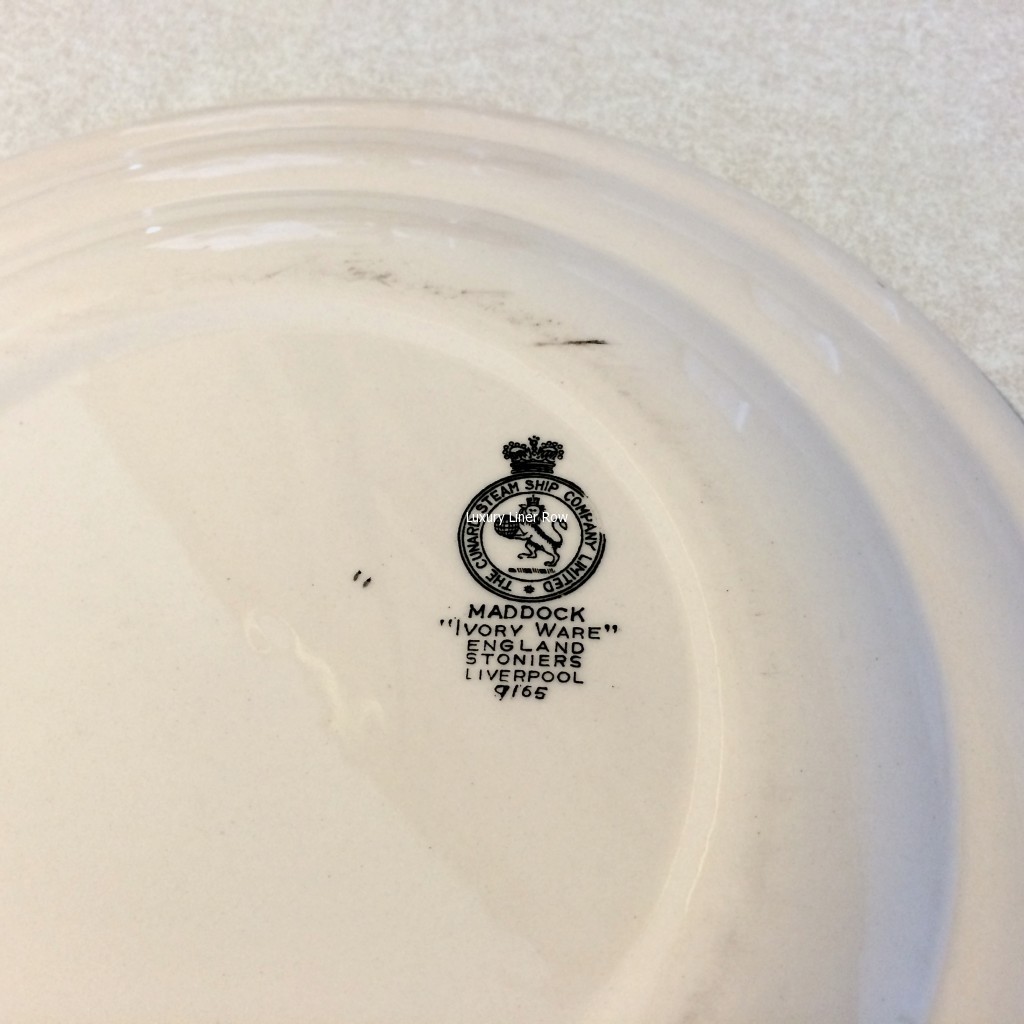 THE CUNARD STEAM SHIP COMPANY LIMITED
Luxury Liner Row
MADDOCK
"IVORY WARE"
ENGLAND
STONIERS
LIVERPOOL
9/65